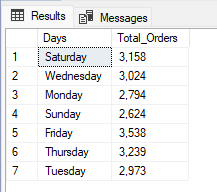 Results Messages
Days Total_Orders
1 Saturday 3,158
2 Wednesday 3,024
3 Monday 2,794
4 Sunday 2,624
5 Friday 3,538
6 Thursday 3,239
7 Tuesday 2,973